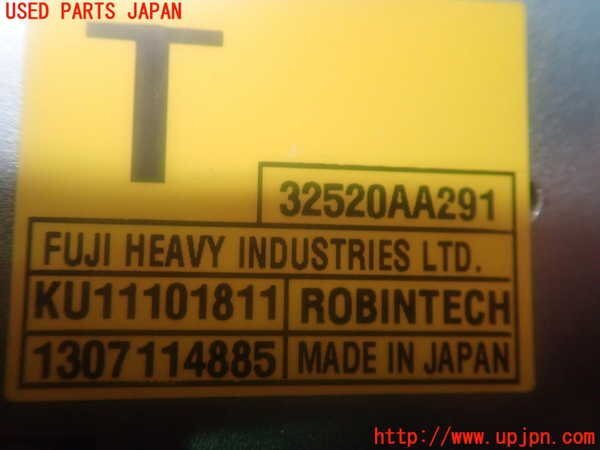 USED PARTS JAPAN
T
32520AA291
FUJI HEAVY INDUSTRIES LTD.
KU11101811 ROBINTECH
1307114885 MADE IN JAPAN
http://www.upjpn.com